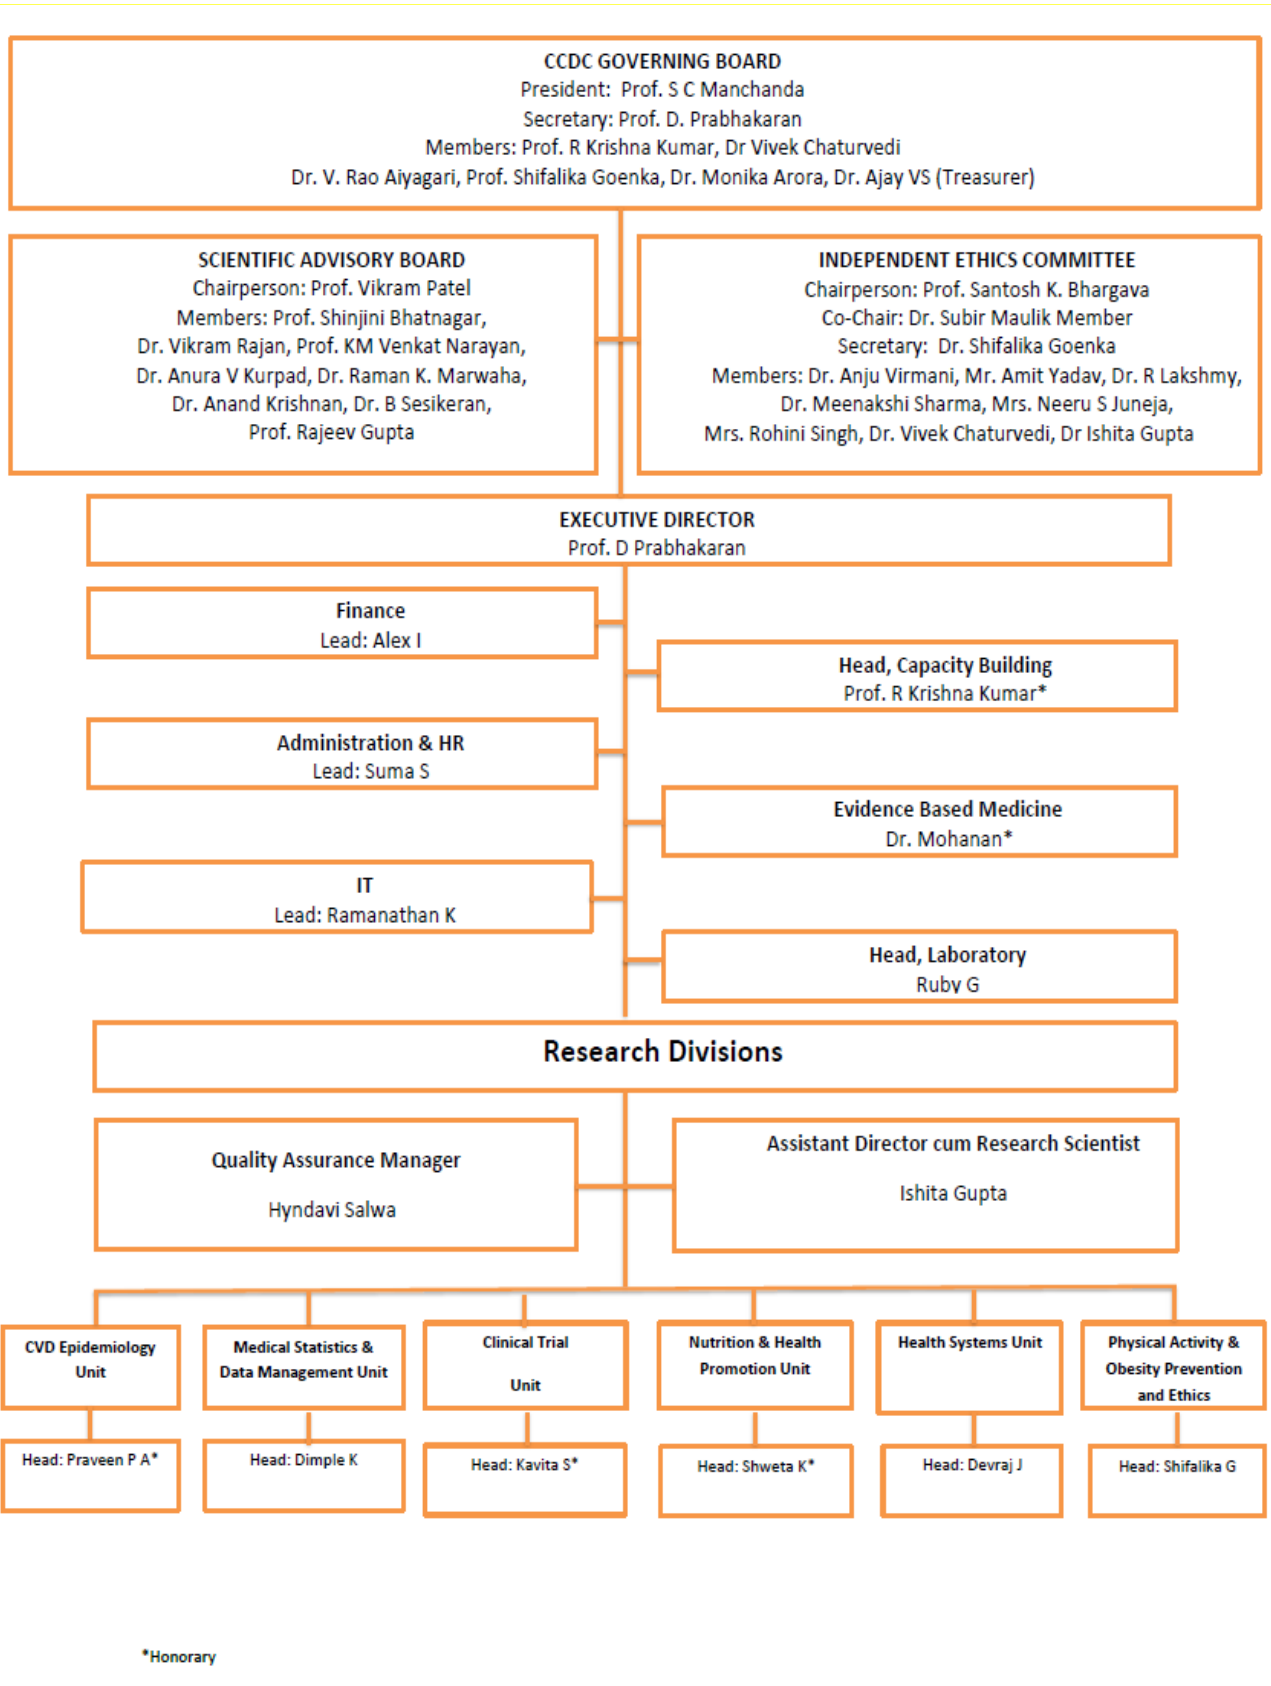 CCDC GOVERNING BOARD
President: Prof. S C Manchanda
Secretary: Prof. D. Prabhakaran
Members: Prof. R Krishna Kumar, Dr Vivek Chaturvedi
Dr. V. Rao Aiyagari, Prof. Shifalika Goenka, Dr. Monika Arora, Dr. Ajay VS (Treasurer)
SCIENTIFIC ADVISORY BOARD
Chairperson: Prof. Vikram Patel
Members: Prof. Shinjini Bhatnagar,
Dr. Vikram Rajan, Prof. KM Venkat Narayan,
Dr. Anura V Kurpad, Dr. Raman K. Marwaha,
Dr. Anand Krishnan, Dr. B Sesikeran,
Prof. Rajeev Gupta
INDEPENDENT ETHICS COMMITTEE
Chairperson: Prof. Santosh K. Bhargava
Co-Chair: Dr. Subir Maulik Member
Secretary: Dr. Shifalika Goenka
Members: Dr. Anju Virmani, Mr. Amit Yadav, Dr. R Lakshmy,
Dr. Meenakshi Sharma, Mrs. Neeru S Juneja,
Mrs. Rohini Singh, Dr. Vivek Chaturvedi, Dr Ishita Gupta
EXECUTIVE DIRECTOR
Prof. D Prabhakaran
Finance
Lead: Alex I
Head, Capacity Building
Prof. R Krishna Kumar*
Administration & HR
Lead: Suma S
Evidence Based Medicine
Dr. Mohanan*
IT
Lead: Ramanathan K
Head, Laboratory
Ruby G
Research Divisions
Quality Assurance Manager
Hyndavi Salwa
Assistant Director cum Research Scientist
Ishita Gupta
CVD Epidemiology
Unit
Medical Statistics &
Data Management Unit
Clinical Trial
Unit
Nutrition & Health
Promotion Unit
Health Systems Unit
Physical Activity &
Obesity Prevention
and Ethics
Head: Praveen P A*
Head: Dimple K
Head: Kavita S*
Head: Shweta K*
Head: Devraj J
Head: Shifalika G
*Honorary